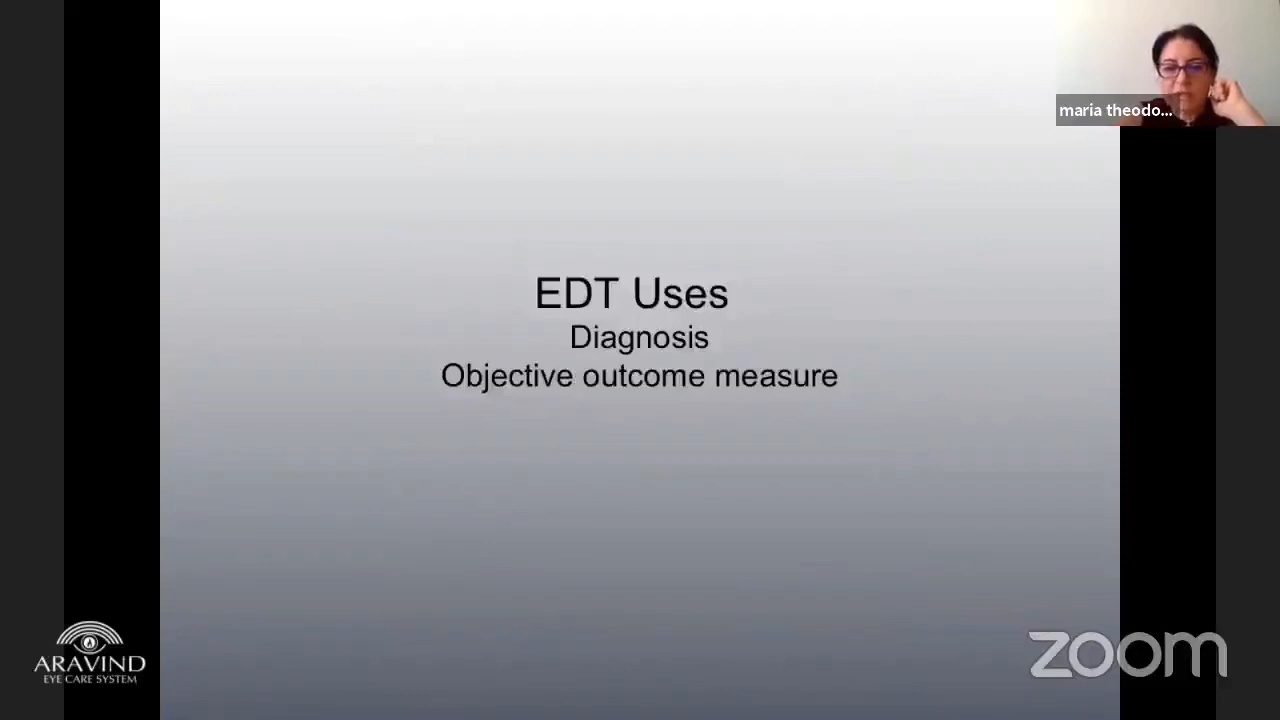 maria theodo...
EDT Uses
Diagnosis
Objective outcome measure
ARAVIND
EYE CARE SYSTEM
zoom